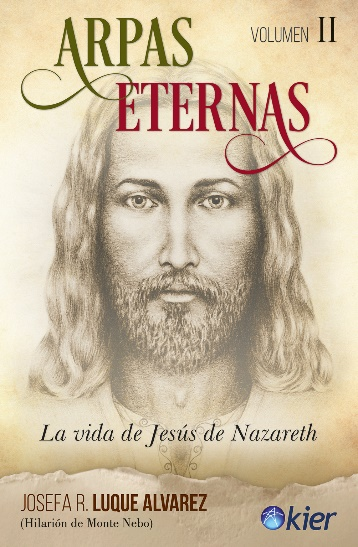 ARPAS
VOLUMEN II
ETERNAS
La vida de Jesús de Nazareth
JOSEFA R. LUQUE ALVAREZ
(Hilarión de Monte Nebo)
kier